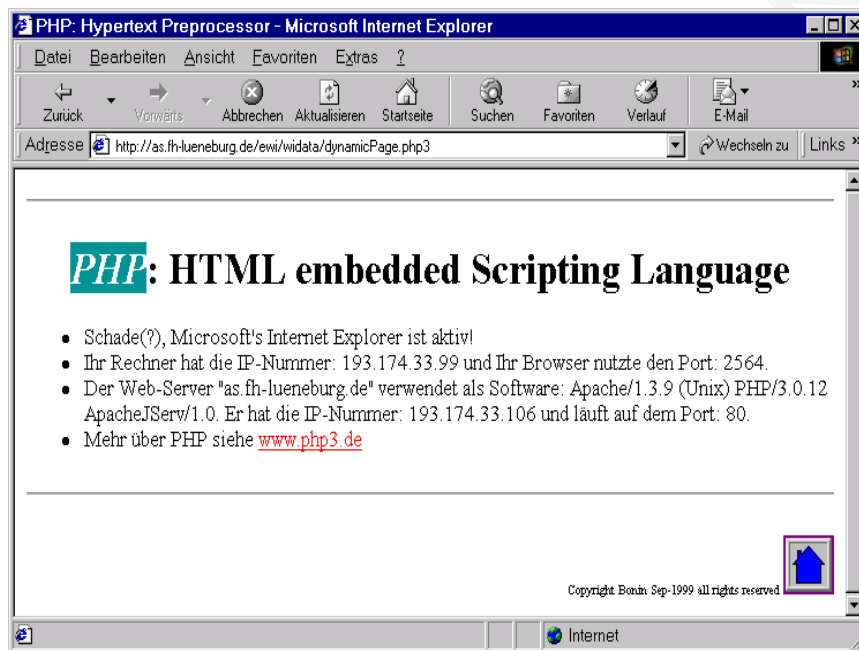 PHP: Hypertext Preprocessor - Microsoft Internet Explorer
Datei Bearbeiten Ansicht Favoriten Extras ?
Zurück Vorwärts Abbrechen Aktualisieren Startseite Suchen Favoriten Verlauf E-Mail »
Adresse http://as.fh-lueneburg.de/ewi/widata/dynamicPage.php3 Wechseln zu Links »
PHP: HTML embedded Scripting Language
• Schade(?), Microsoft's Internet Explorer ist aktiv!
• Ihr Rechner hat die IP-Nummer: 193.174.33.99 und Ihr Browser nutzte den Port: 2564.
• Der Web-Server "as.fh-lueneburg.de" verwendet als Software: Apache/1.3.9 (Unix) PHP/3.0.12
ApacheJServ/1.0. Er hat die IP-Nummer: 193.174.33.106 und läuft auf dem Port: 80.
• Mehr über PHP siehe www.php3.de
Copyright Bonin Sep-1999 all rights reserved
Internet